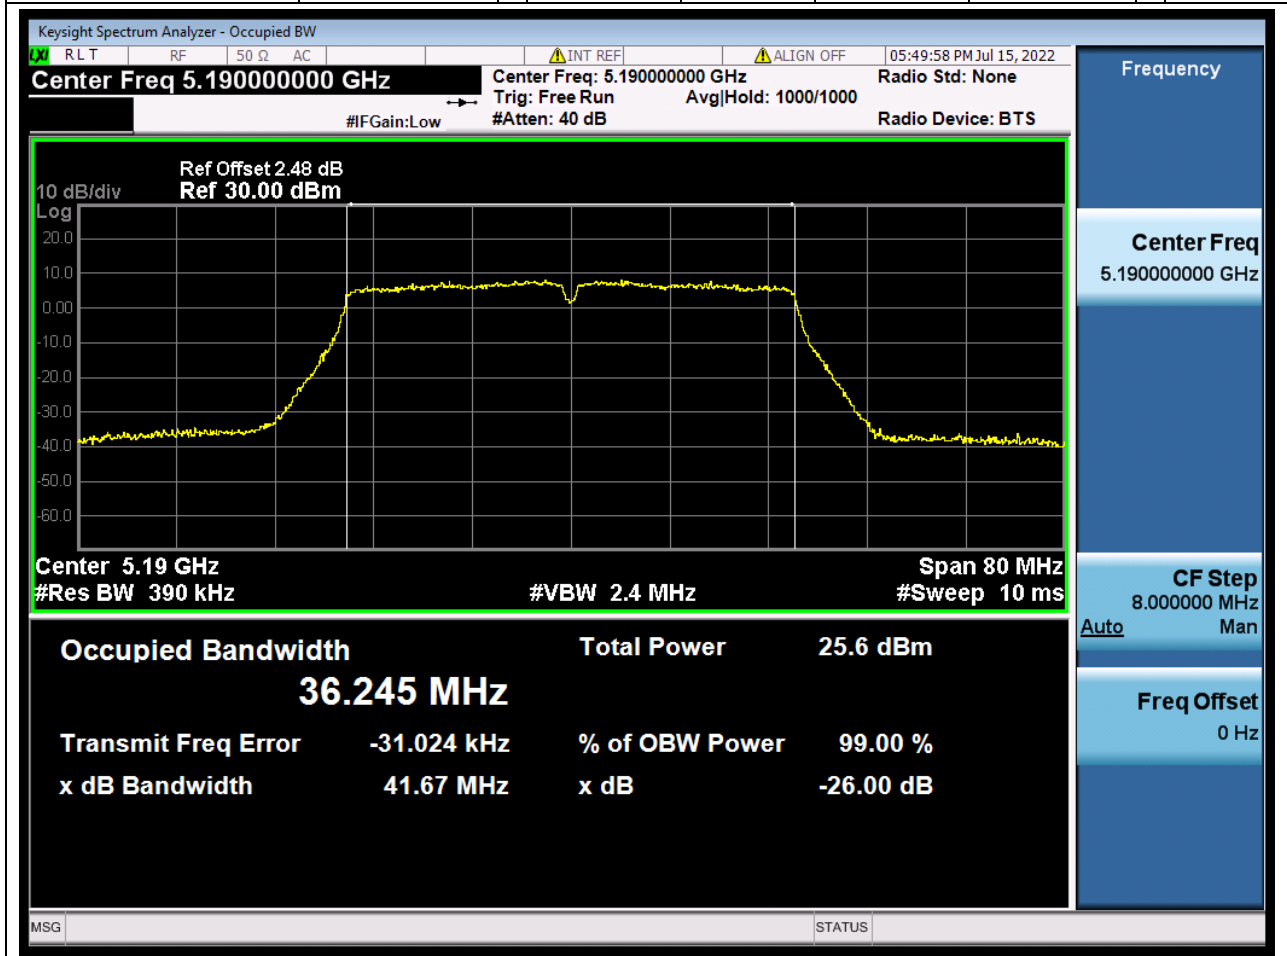 Keysight Spectrum Analyzer - Occupied BW
LXI RLT RF 50 Ω AC INT REF ALIGN OFF 05:49:58 PM Jul 15, 2022
Center Freq 5.190000000 GHz
Center Freq: 5.190000000 GHz
Radio Std: None
Trig: Free Run Avg|Hold: 1000/1000
#IFGain:Low #Atten: 40 dB Radio Device: BTS
Ref Offset 2.48 dB
10 dB/div Ref 30.00 dBm
Log
20.0
10.0
0.00
-10.0
-20.0
-30.0
-40.0
-50.0
-60.0
Center 5.19 GHz Span 80 MHz
#Res BW 390 kHz #VBW 2.4 MHz #Sweep 10 ms
Occupied Bandwidth Total Power 25.6 dBm
36.245 MHz
Transmit Freq Error -31.024 kHz % of OBW Power 99.00 %
x dB Bandwidth 41.67 MHz x dB -26.00 dB
MSG STATUS
Frequency
Center Freq
5.190000000 GHz
CF Step
8.000000 MHz
Auto Man
Freq Offset
0 Hz